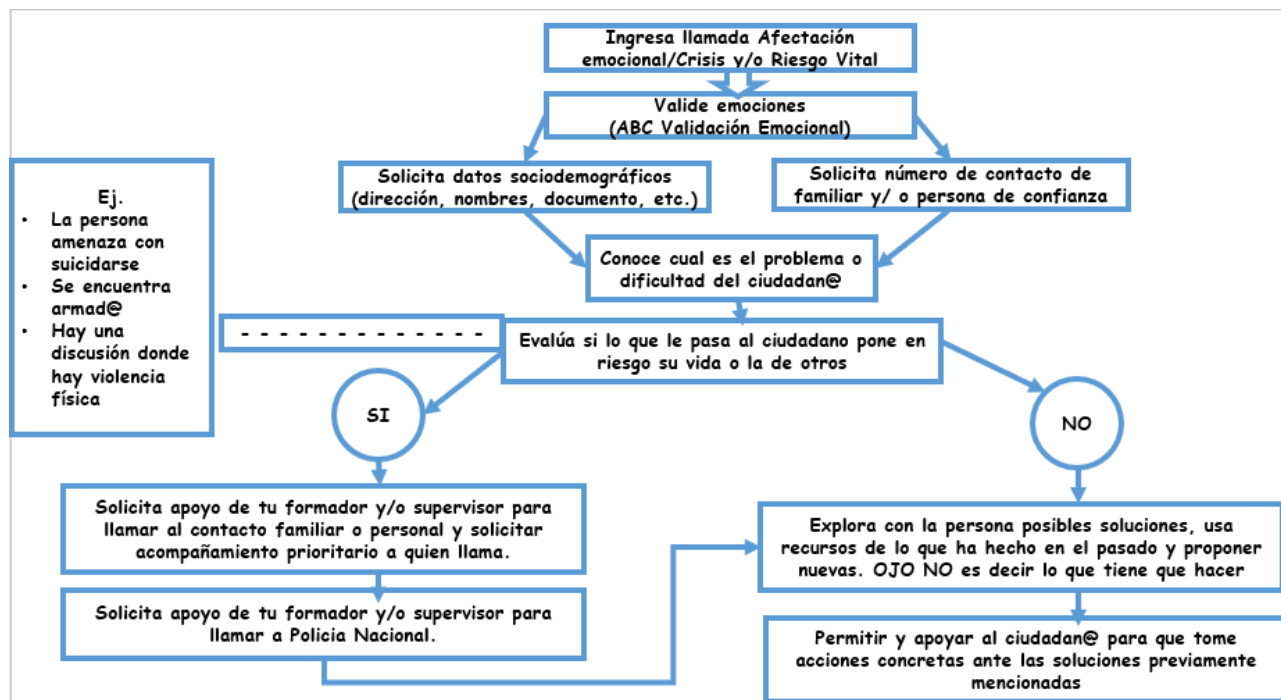 Ingresa llamada Afectación
emocional/Crisis y/o Riesgo Vital
Valide emociones
(ABC Validación Emocional)
Solicita datos sociodemográficos
(dirección, nombres, documento, etc.)
Solicita número de contacto de
familiar y/ o persona de confianza
Conoce cual es el problema o
dificultad del ciudadan@
Ej.
• La persona
amenaza con
suicidarse
• Se encuentra
armad@
• Hay una
discusión donde
hay violencia
física
- - - - - - - - - - - - -
Evalúa si lo que le pasa al ciudadano pone en
riesgo su vida o la de otros
SI
NO
Solicita apoyo de tu formador y/o supervisor para
llamar al contacto familiar o personal y solicitar
acompañamiento prioritario a quien llama.
Solicita apoyo de tu formador y/o supervisor para
llamar a Policia Nacional.
Explora con la persona posibles soluciones, usa
recursos de lo que ha hecho en el pasado y proponer
nuevas. OJO NO es decir lo que tiene que hacer
Permitir y apoyar al ciudadan@ para que tome
acciones concretas ante las soluciones previamente
mencionadas